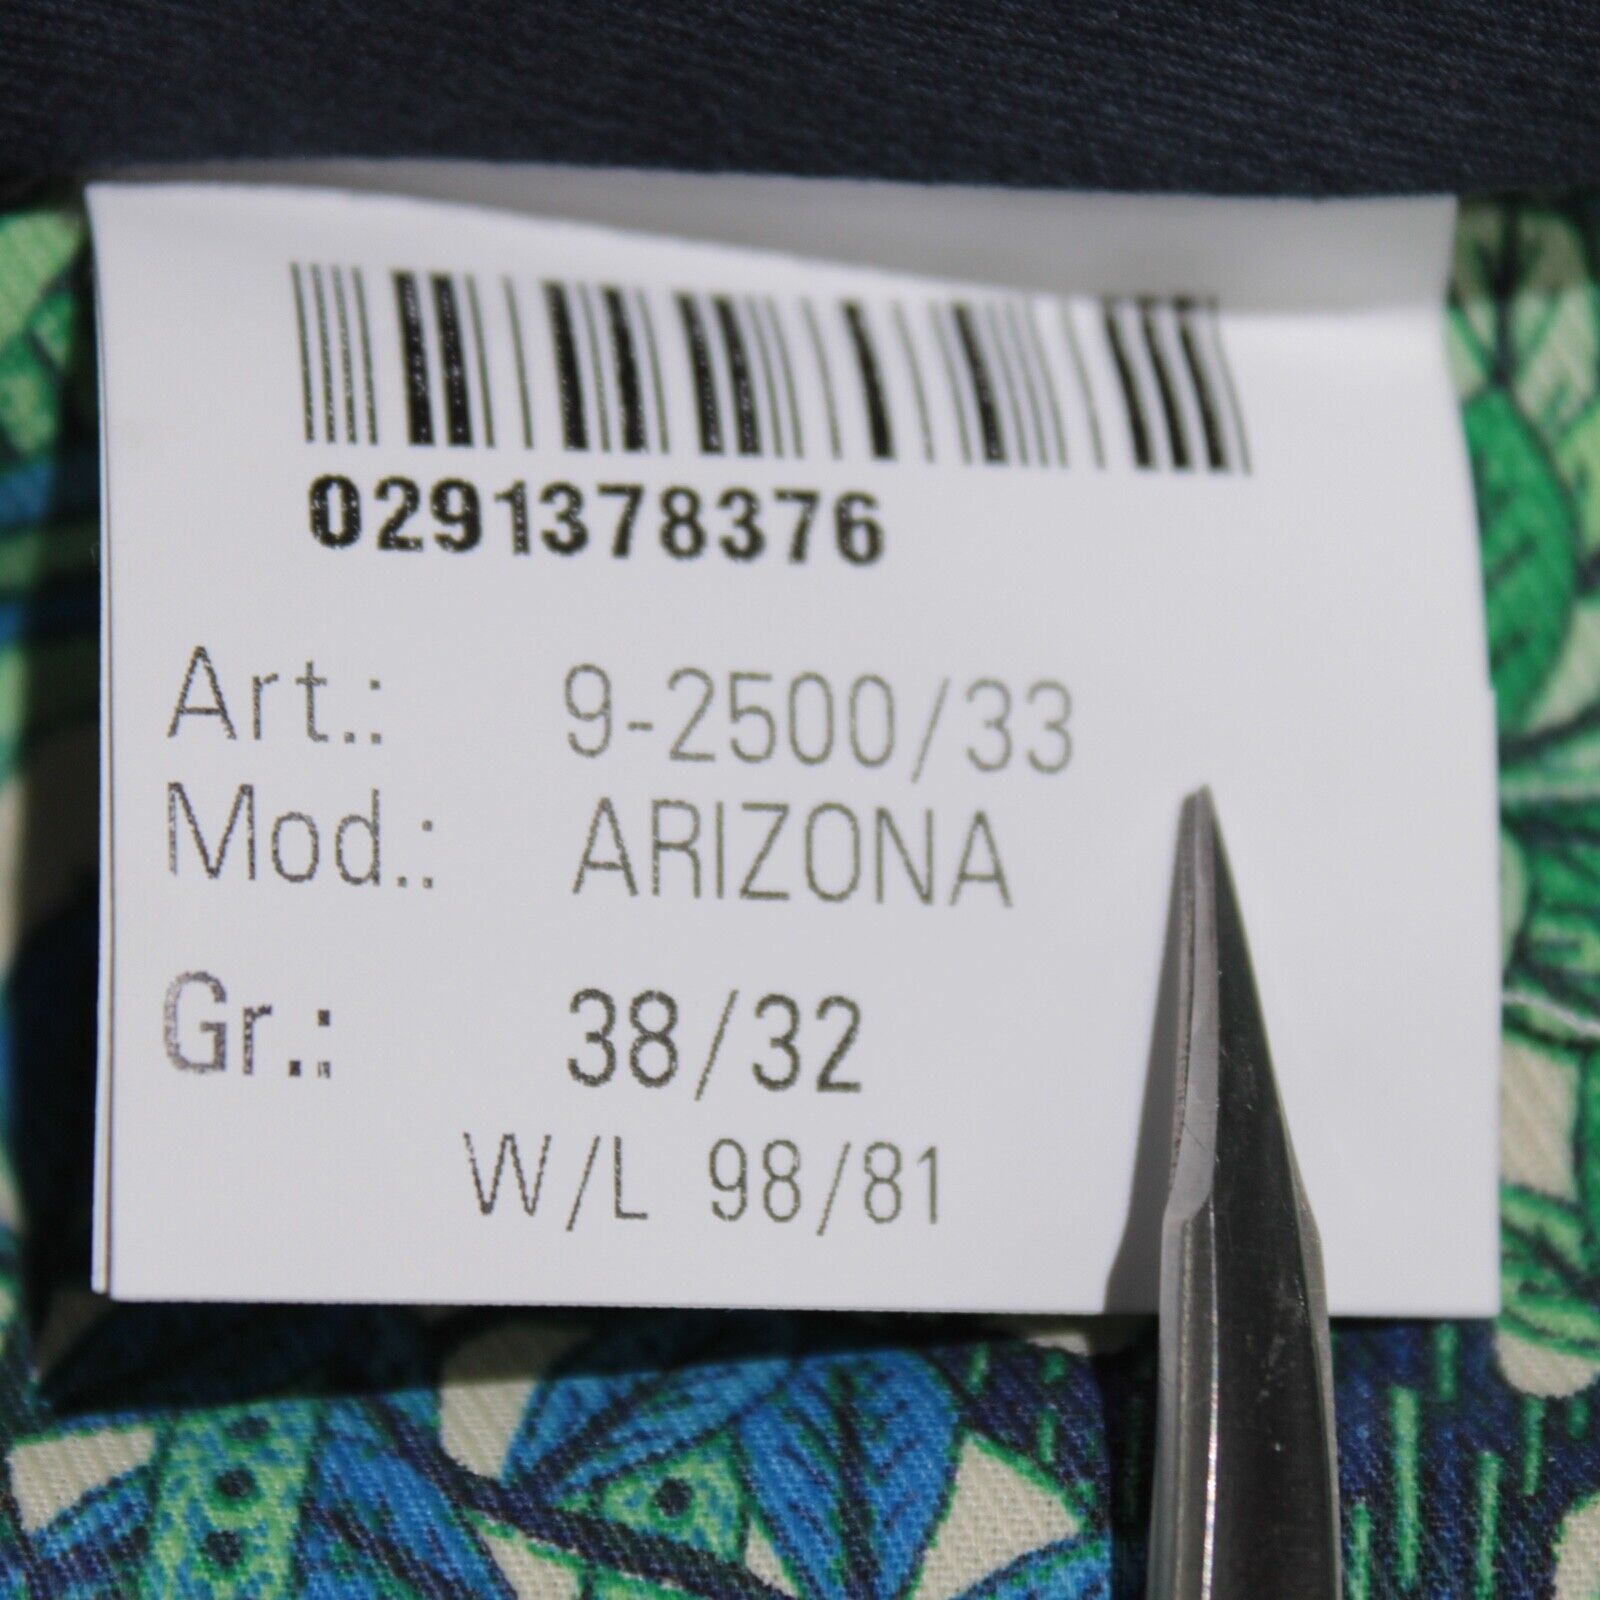 0291378376
Art.: 9-2500/33
Mod.: ARIZONA
Gr.: 38/32
W/L 98/81